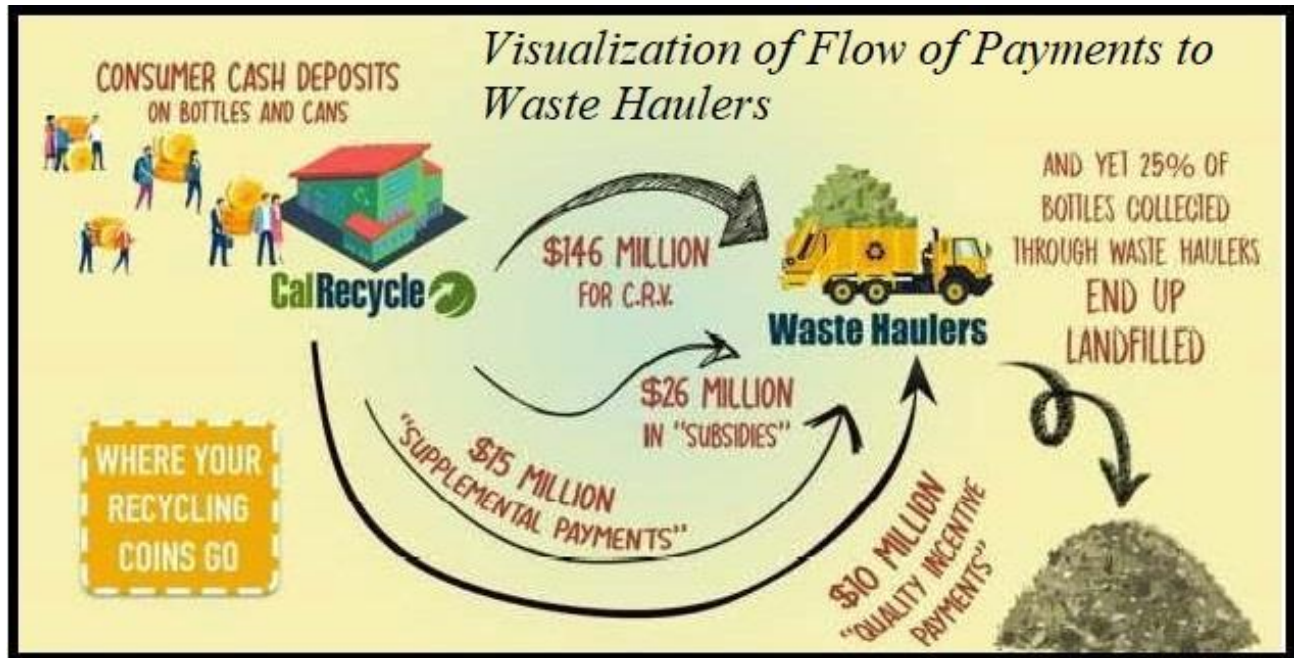 Visualization of Flow of Payments to
Waste Haulers
CONSUMER CASH DEPOSITS
ON BOTTLES AND CANS
CalRecycle
$146 MILLION
FOR C.R.V.
Waste Haulers
AND YET 25% OF
BOTTLES COLLECTED
THROUGH WASTE HAULERS
END UP
LANDFILLED
$26 MILLION
IN "SUBSIDIES"
$15 MILLION
"SUPPLEMENTAL PAYMENTS"
$10 MILLION
"QUALITY INCENTIVE
PAYMENTS"
WHERE YOUR
RECYCLING
COINS GO